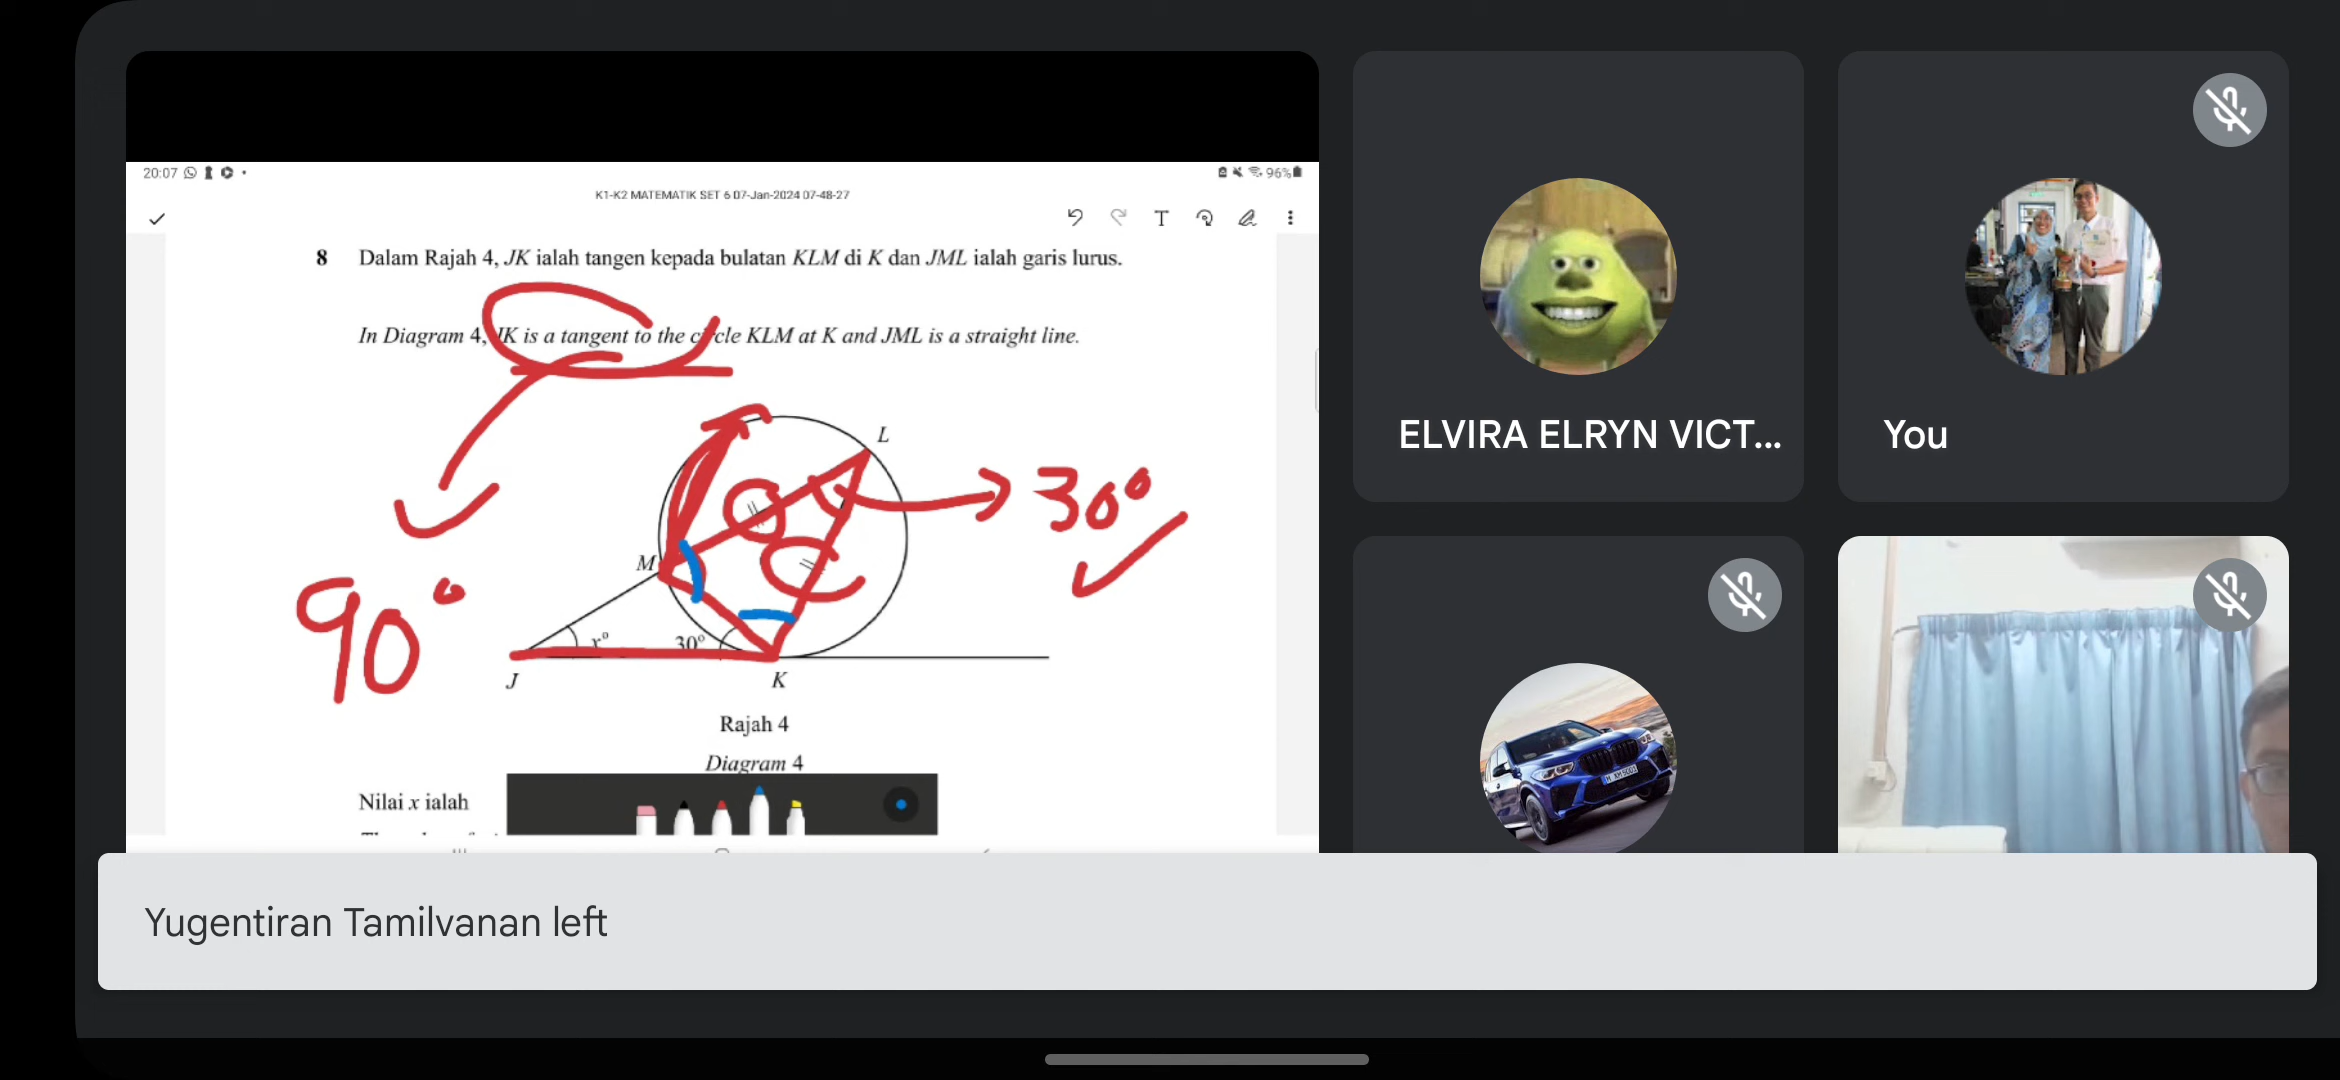 20:07
96%
K1-K2 MATEMATIK SET 6 07-Jan-2024 07-48-27
T
8 Dalam Rajah 4, JK ialah tangen kepada bulatan KLM di K dan JML ialah garis lurus.
In Diagram 4, JK is a tangent to the circle KLM at K and JML is a straight line.
L
30°
M
90°
x°
30°
J
K
Rajah 4
Diagram 4
Nilai x ialah
ELVIRA ELRYN VICT...
You
Yugentiran Tamilvanan left